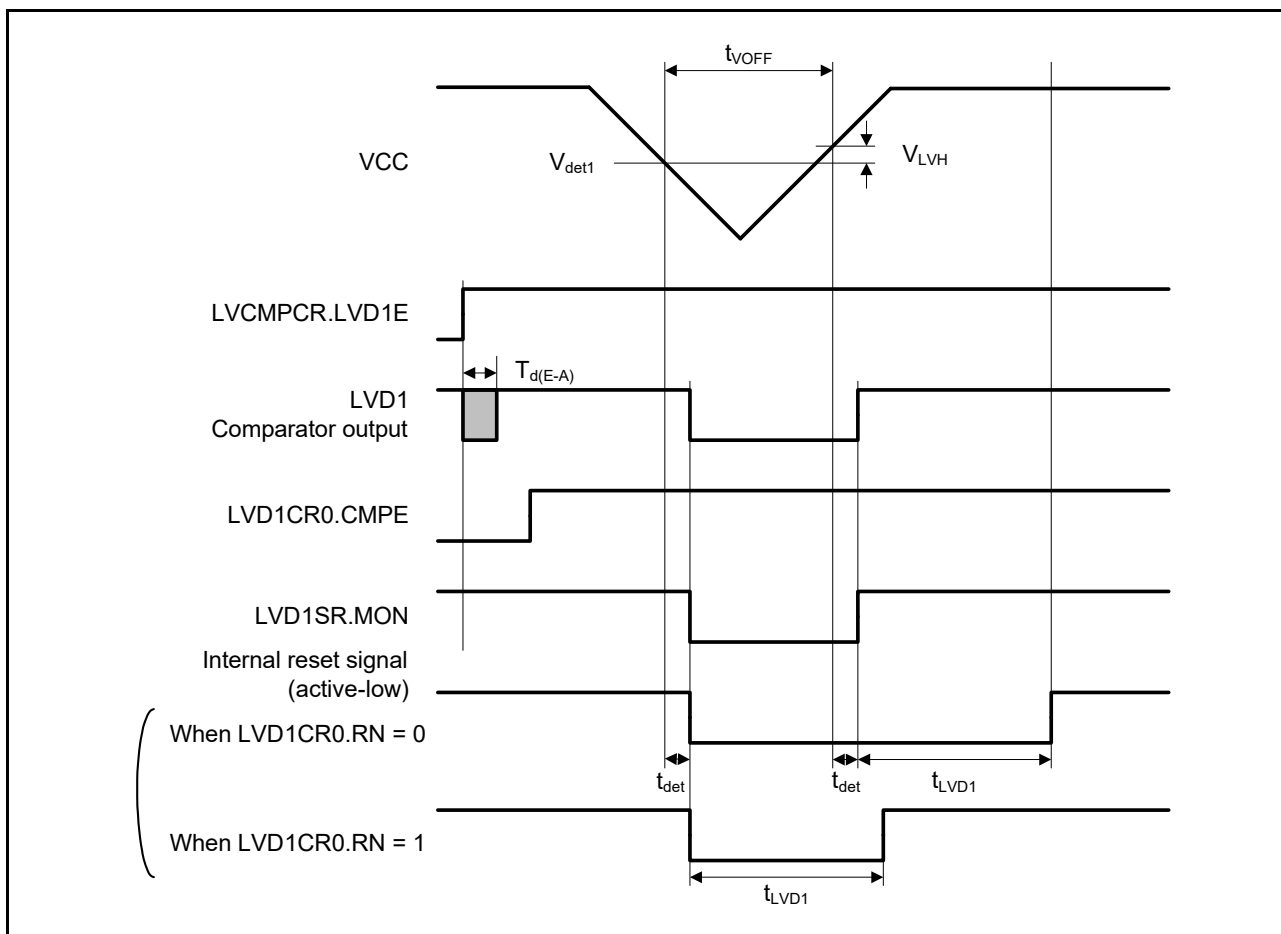 tVOFF
VCC
Vdet1
VLVH
LVCMPCR.LVD1E
Td(E-A)
LVD1
Comparator output
LVD1CR0.CMPE
LVD1SR.MON
Internal reset signal
(active-low)
When LVD1CR0.RN = 0
tdet
tdet
tLVD1
When LVD1CR0.RN = 1
tLVD1